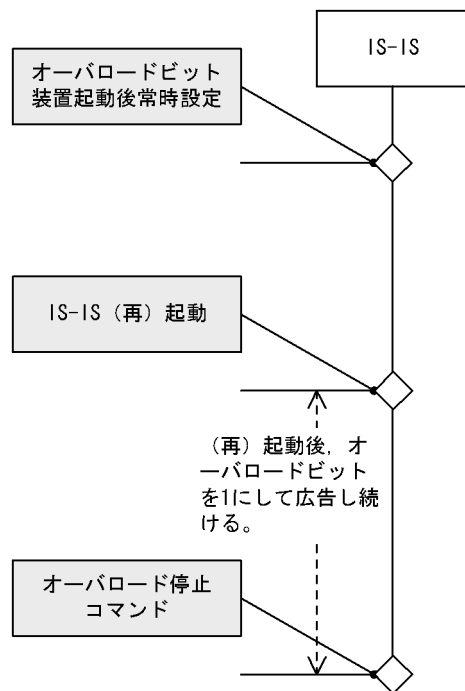 IS-IS
オーバロードビット
装置起動後常時設定
IS-IS（再）起動
（再）起動後，オ
ーバロードビット
を1にして広告し続
ける。
オーバロード停止
コマンド